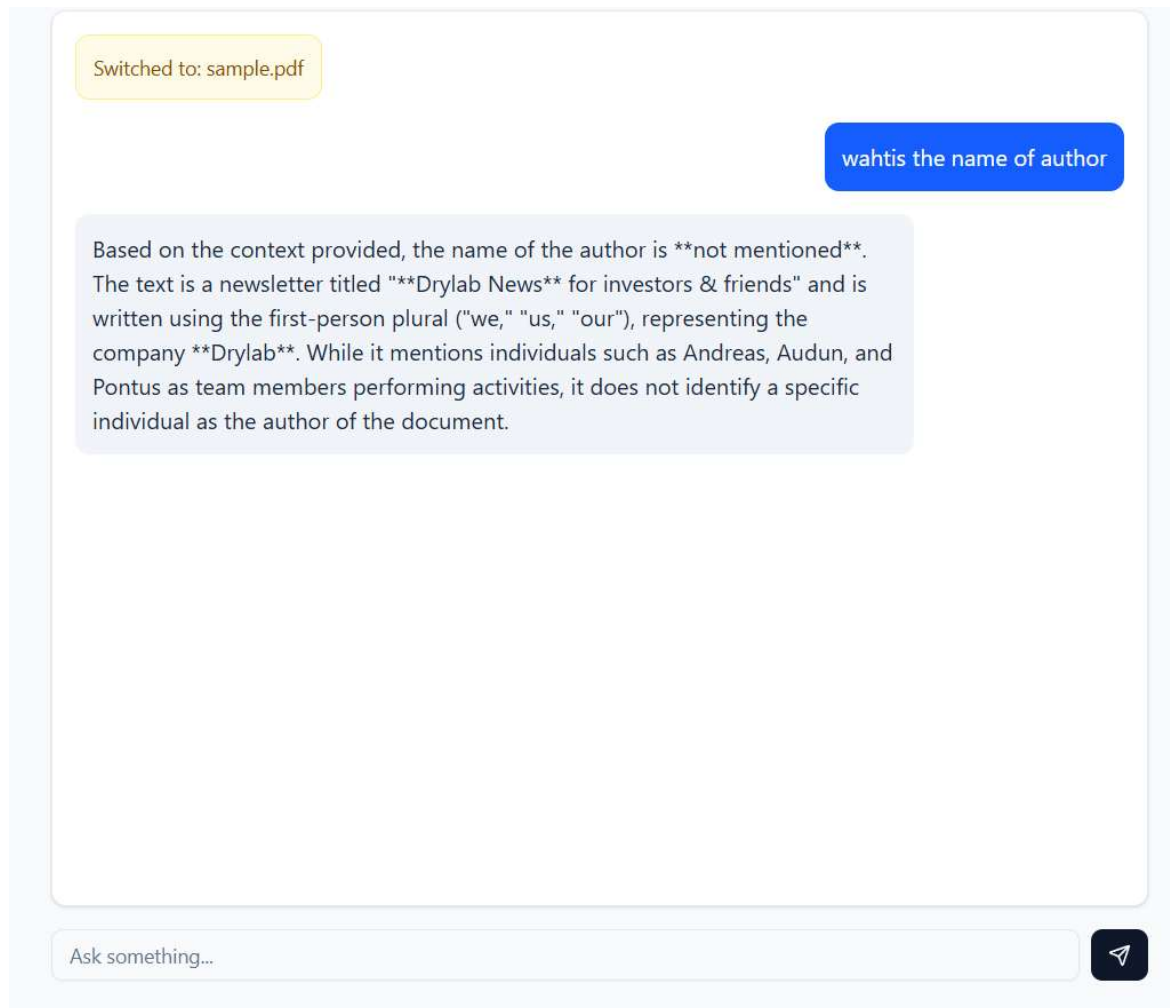 Switched to: sample.pdf
wahtis the name of author
Based on the context provided, the name of the author is **not mentioned**.
The text is a newsletter titled "**Drylab News** for investors & friends" and is
written using the first-person plural ("we," "us," "our"), representing the
company **Drylab**. While it mentions individuals such as Andreas, Audun, and
Pontus as team members performing activities, it does not identify a specific
individual as the author of the document.
Ask something...